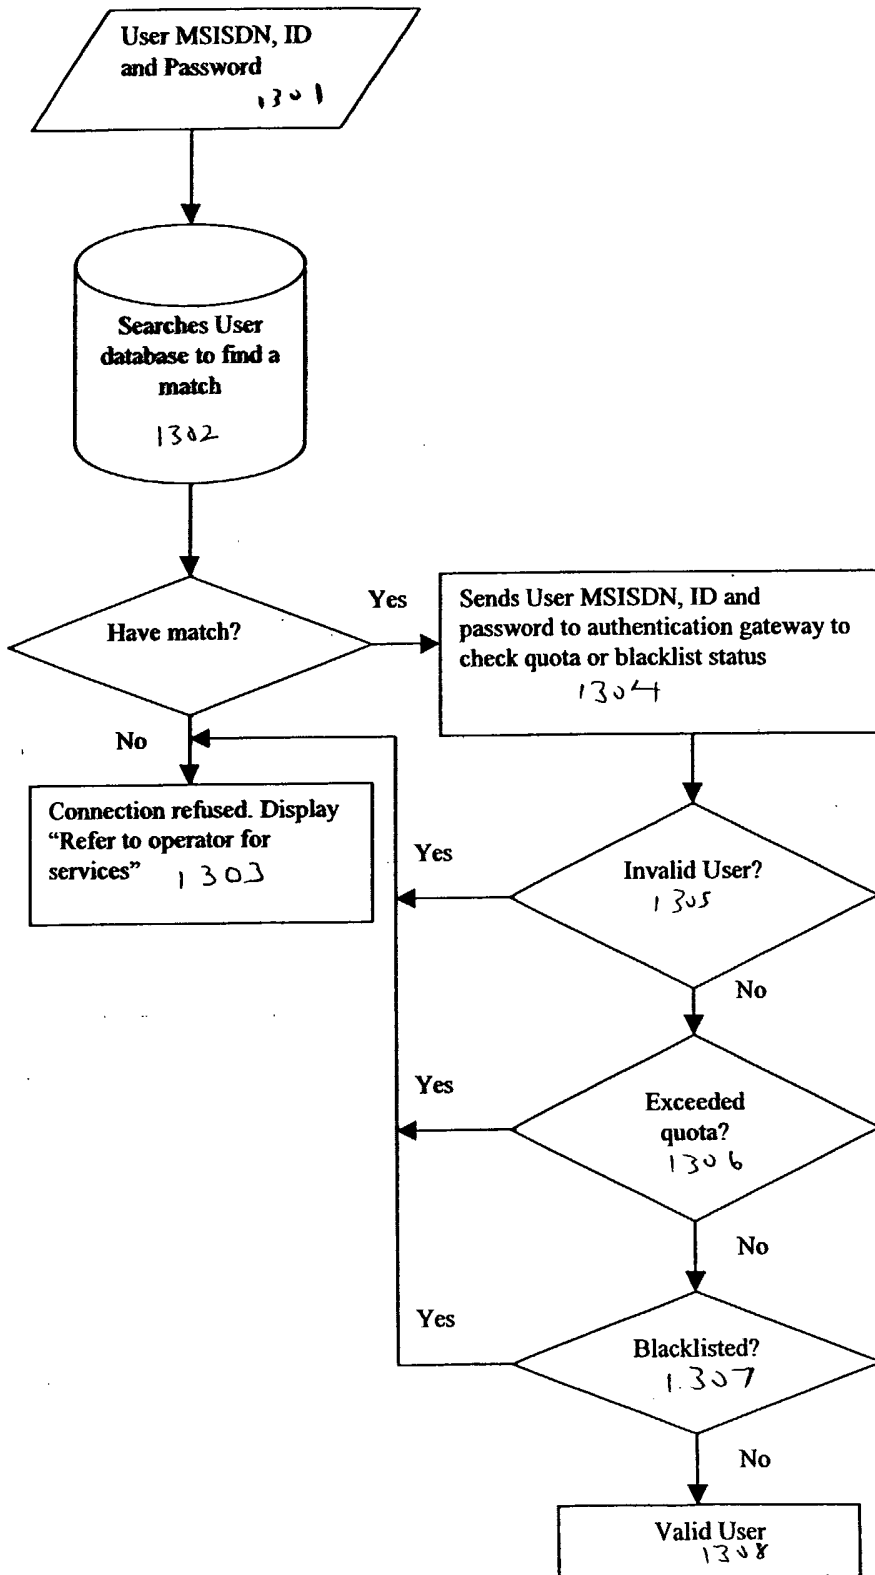 User MSISDN, ID
and Password
1301
Searches User
database to find a
match
1302
Have match?
Yes
Sends User MSISDN, ID and
password to authentication gateway to
check quota or blacklist status
1304
No
Connection refused. Display
“Refer to operator for
services” 1303
Yes
Invalid User?
1305
No
Yes
Exceeded
quota?
1306
No
Yes
Blacklisted?
1307
No
Valid User
1308